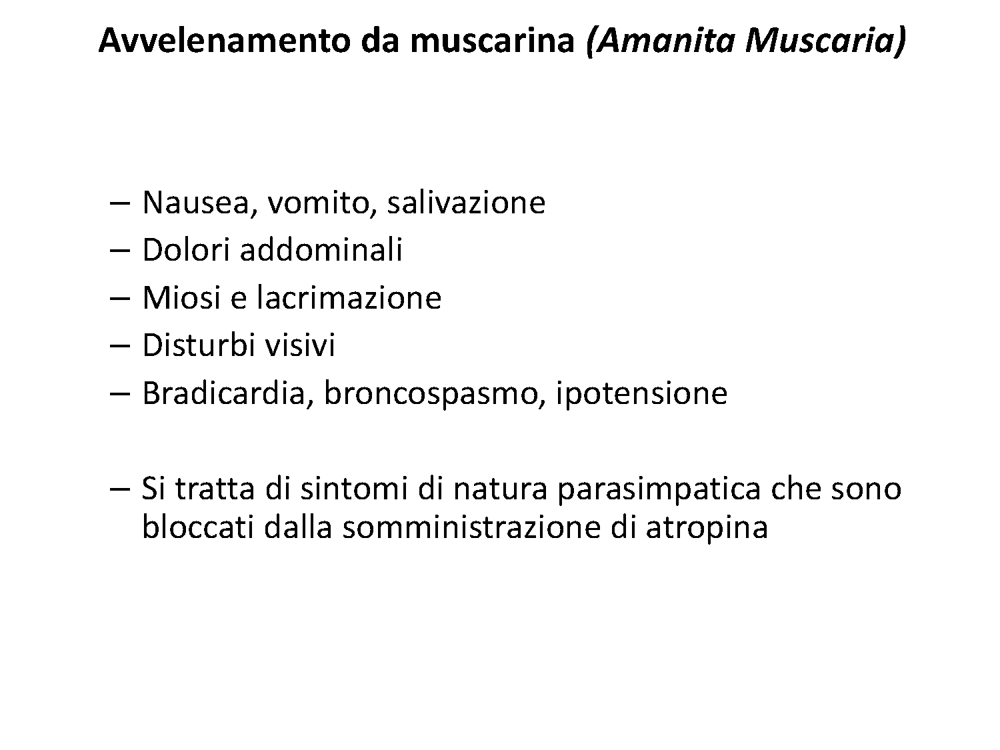 Avvelenamento da muscarina (Amanita Muscaria)
– Nausea, vomito, salivazione
– Dolori addominali
– Miosi e lacrimazione
– Disturbi visivi
– Bradicardia, broncospasmo, ipotensione
– Si tratta di sintomi di natura parasimpatica che sono
bloccati dalla somministrazione di atropina